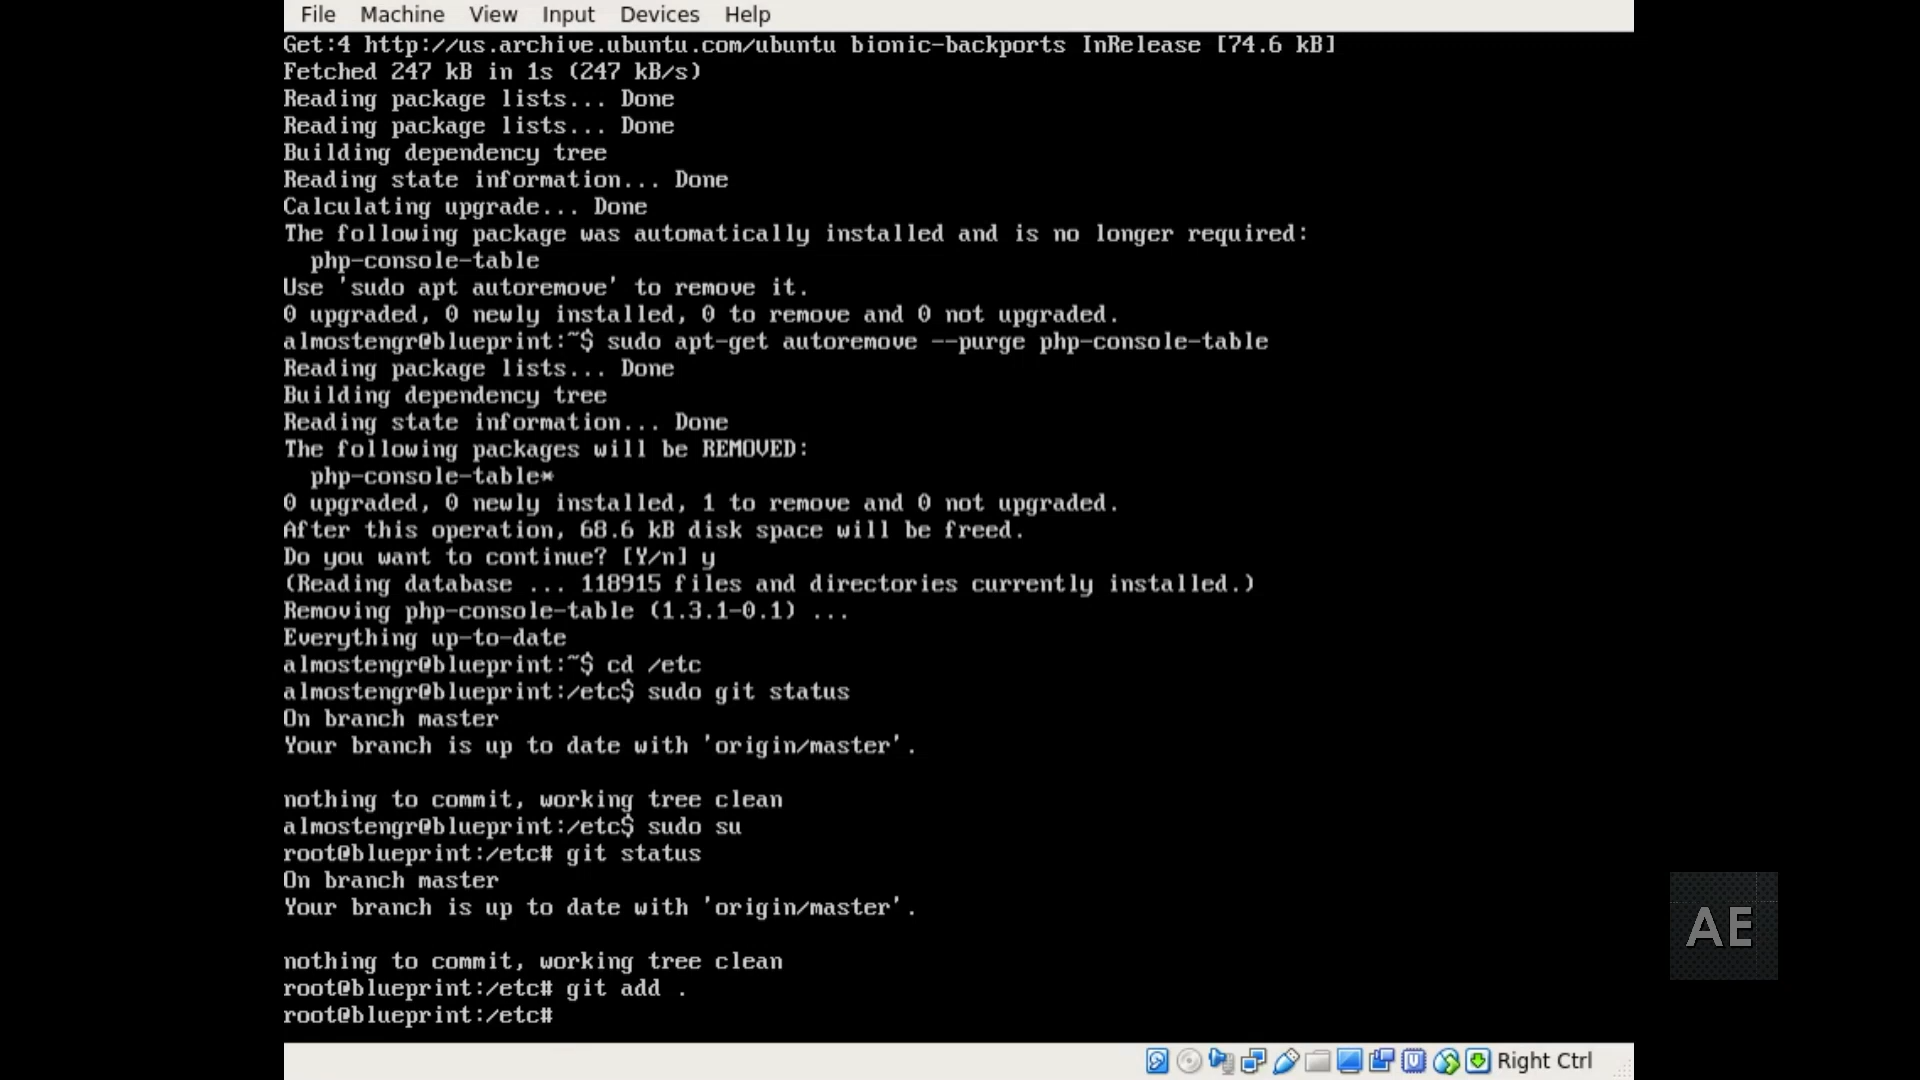 File Machine View Input Devices Help
Get:4 http://us.archive.ubuntu.com/ubuntu bionic-backports InRelease [74.6 kB]
Fetched 247 kB in 1s (247 kB/s)
Reading package lists... Done
Reading package lists... Done
Building dependency tree
Reading state information... Done
Calculating upgrade... Done
The following package was automatically installed and is no longer required:
  php-console-table
Use 'sudo apt autoremove' to remove it.
0 upgraded, 0 newly installed, 0 to remove and 0 not upgraded.
almostengr@blueprint:~$ sudo apt-get autoremove --purge php-console-table
Reading package lists... Done
Building dependency tree
Reading state information... Done
The following packages will be REMOVED:
  php-console-table*
0 upgraded, 0 newly installed, 1 to remove and 0 not upgraded.
After this operation, 68.6 kB disk space will be freed.
Do you want to continue? [Y/n] y
(Reading database ... 118915 files and directories currently installed.)
Removing php-console-table (1.3.1-0.1) ...
Everything up-to-date
almostengr@blueprint:~$ cd /etc
almostengr@blueprint:/etc$ sudo git status
On branch master
Your branch is up to date with 'origin/master'.

nothing to commit, working tree clean
almostengr@blueprint:/etc$ sudo su
root@blueprint:/etc# git status
On branch master
Your branch is up to date with 'origin/master'.

nothing to commit, working tree clean
root@blueprint:/etc# git add .
root@blueprint:/etc#
AE
Right Ctrl